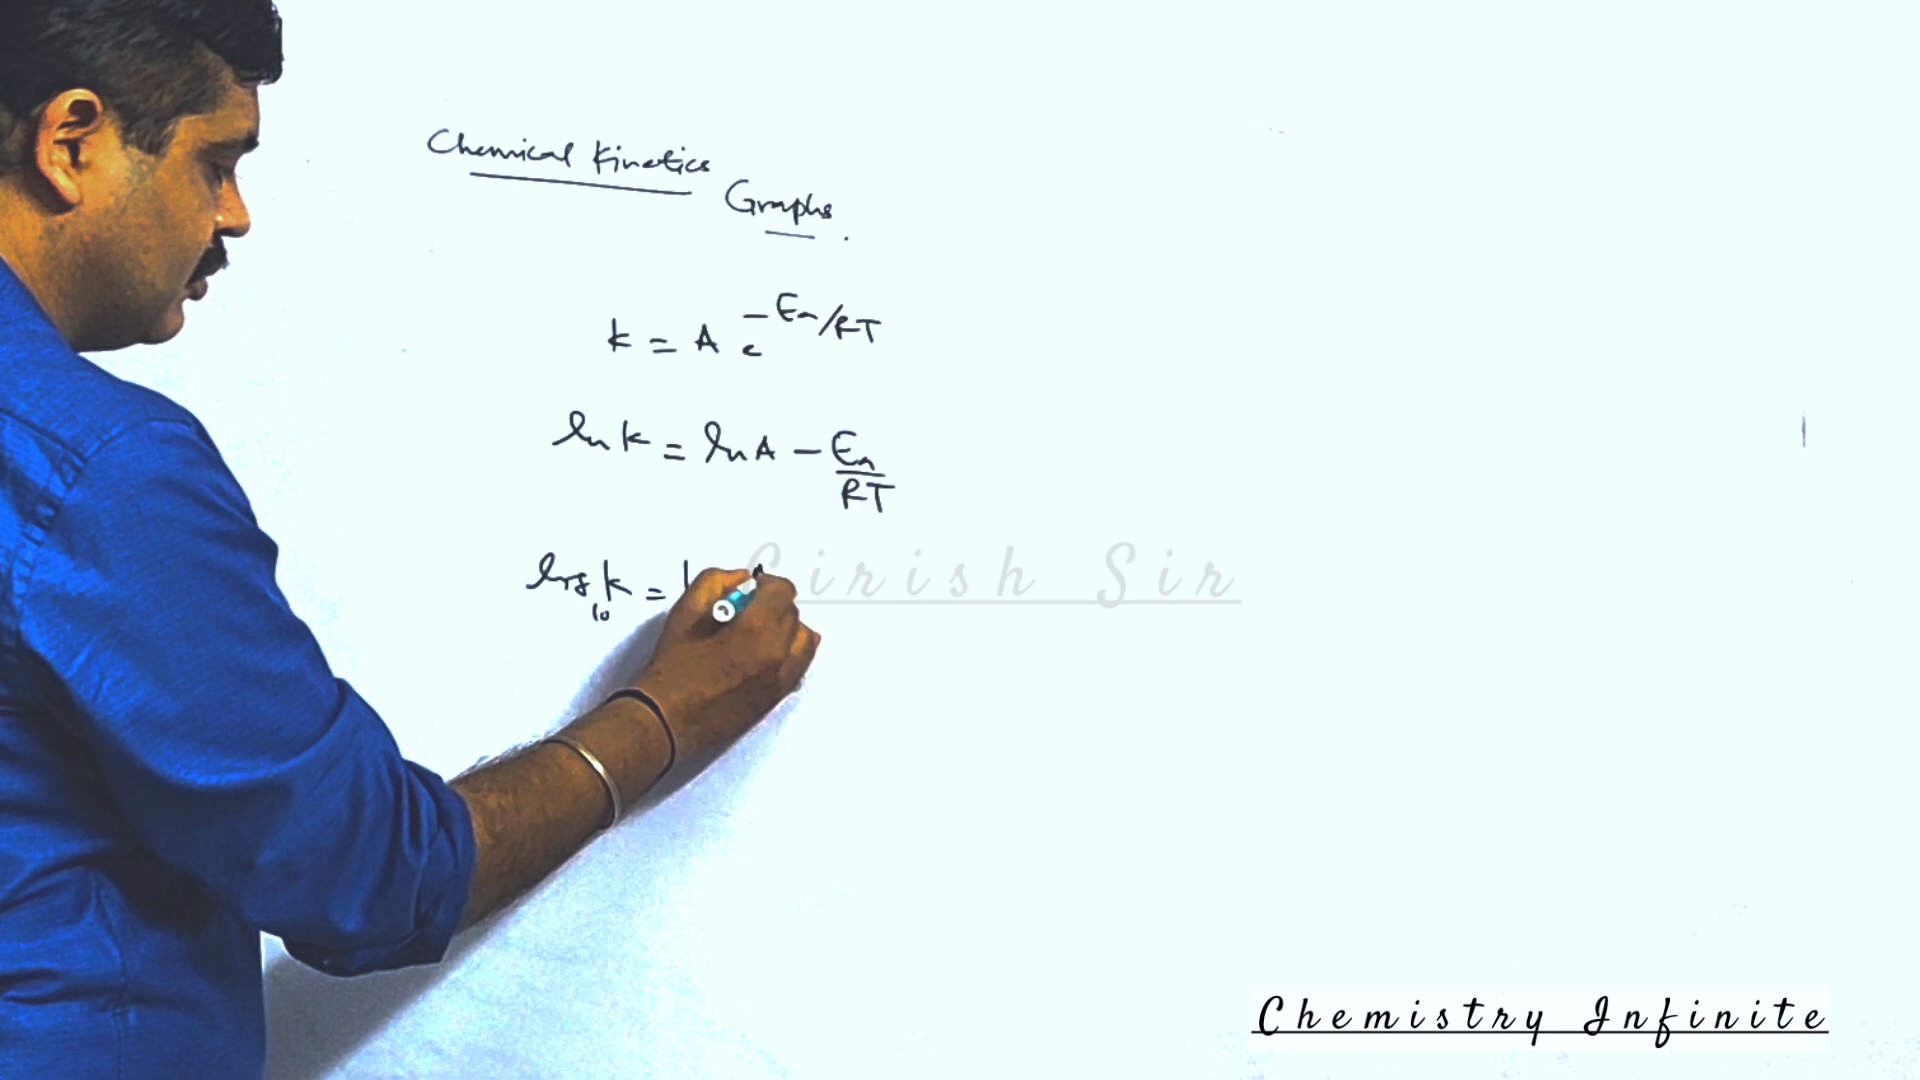 Chemical Kinetics
Graphs.
k = A e^-Ea/RT
ln k = ln A - Ea/RT
log₁₀ k =
Girish Sir
Chemistry Infinite